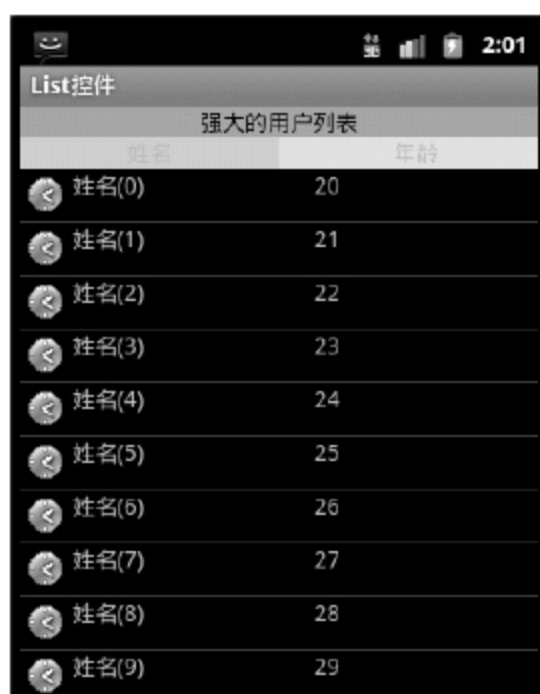 2:01
List控件
强大的用户列表
姓名 年龄
姓名(0) 20
姓名(1) 21
姓名(2) 22
姓名(3) 23
姓名(4) 24
姓名(5) 25
姓名(6) 26
姓名(7) 27
姓名(8) 28
姓名(9) 29